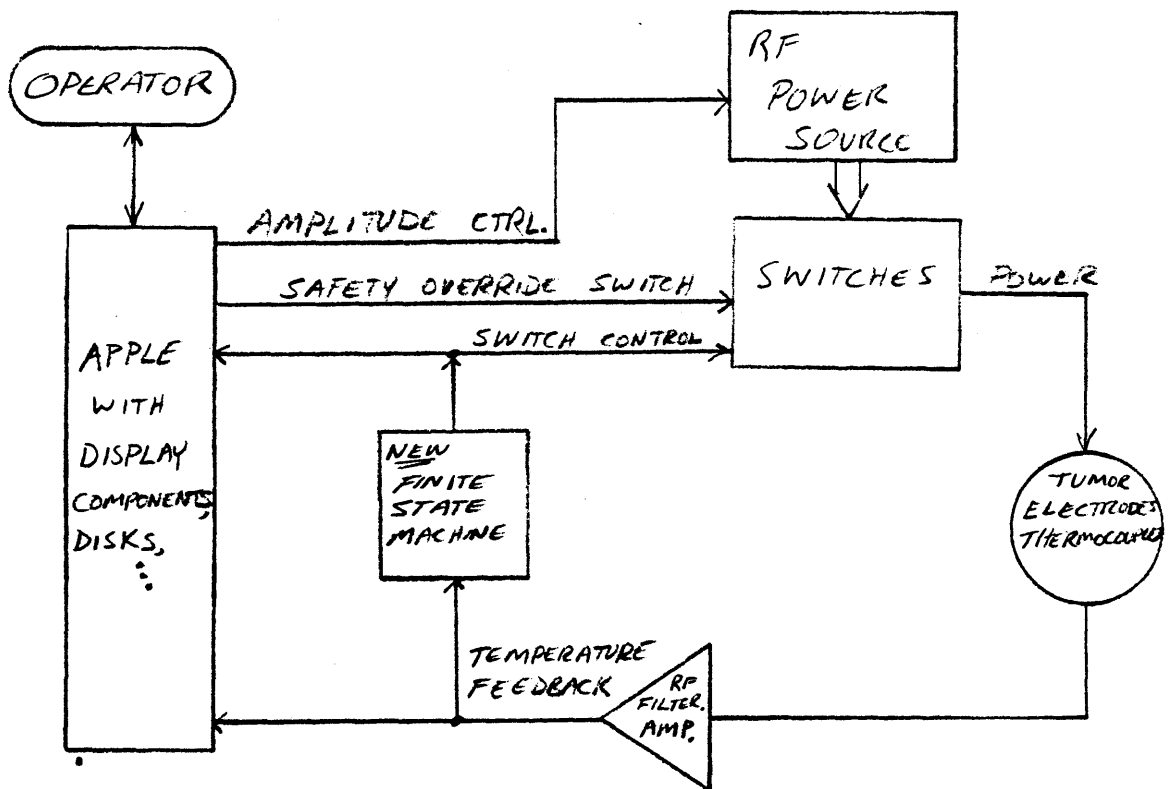 OPERATOR
RF
POWER
SOURCE
AMPLITUDE CTRL.
SAFETY OVERRIDE SWITCH
SWITCHES
POWER
SWITCH CONTROL
APPLE
WITH
DISPLAY
COMPONENTS,
DISKS,
NEW
FINITE
STATE
MACHINE
TUMOR
ELECTRODES
THERMOCOUPLES
TEMPERATURE
FEEDBACK
RF
FILTER.
AMP.